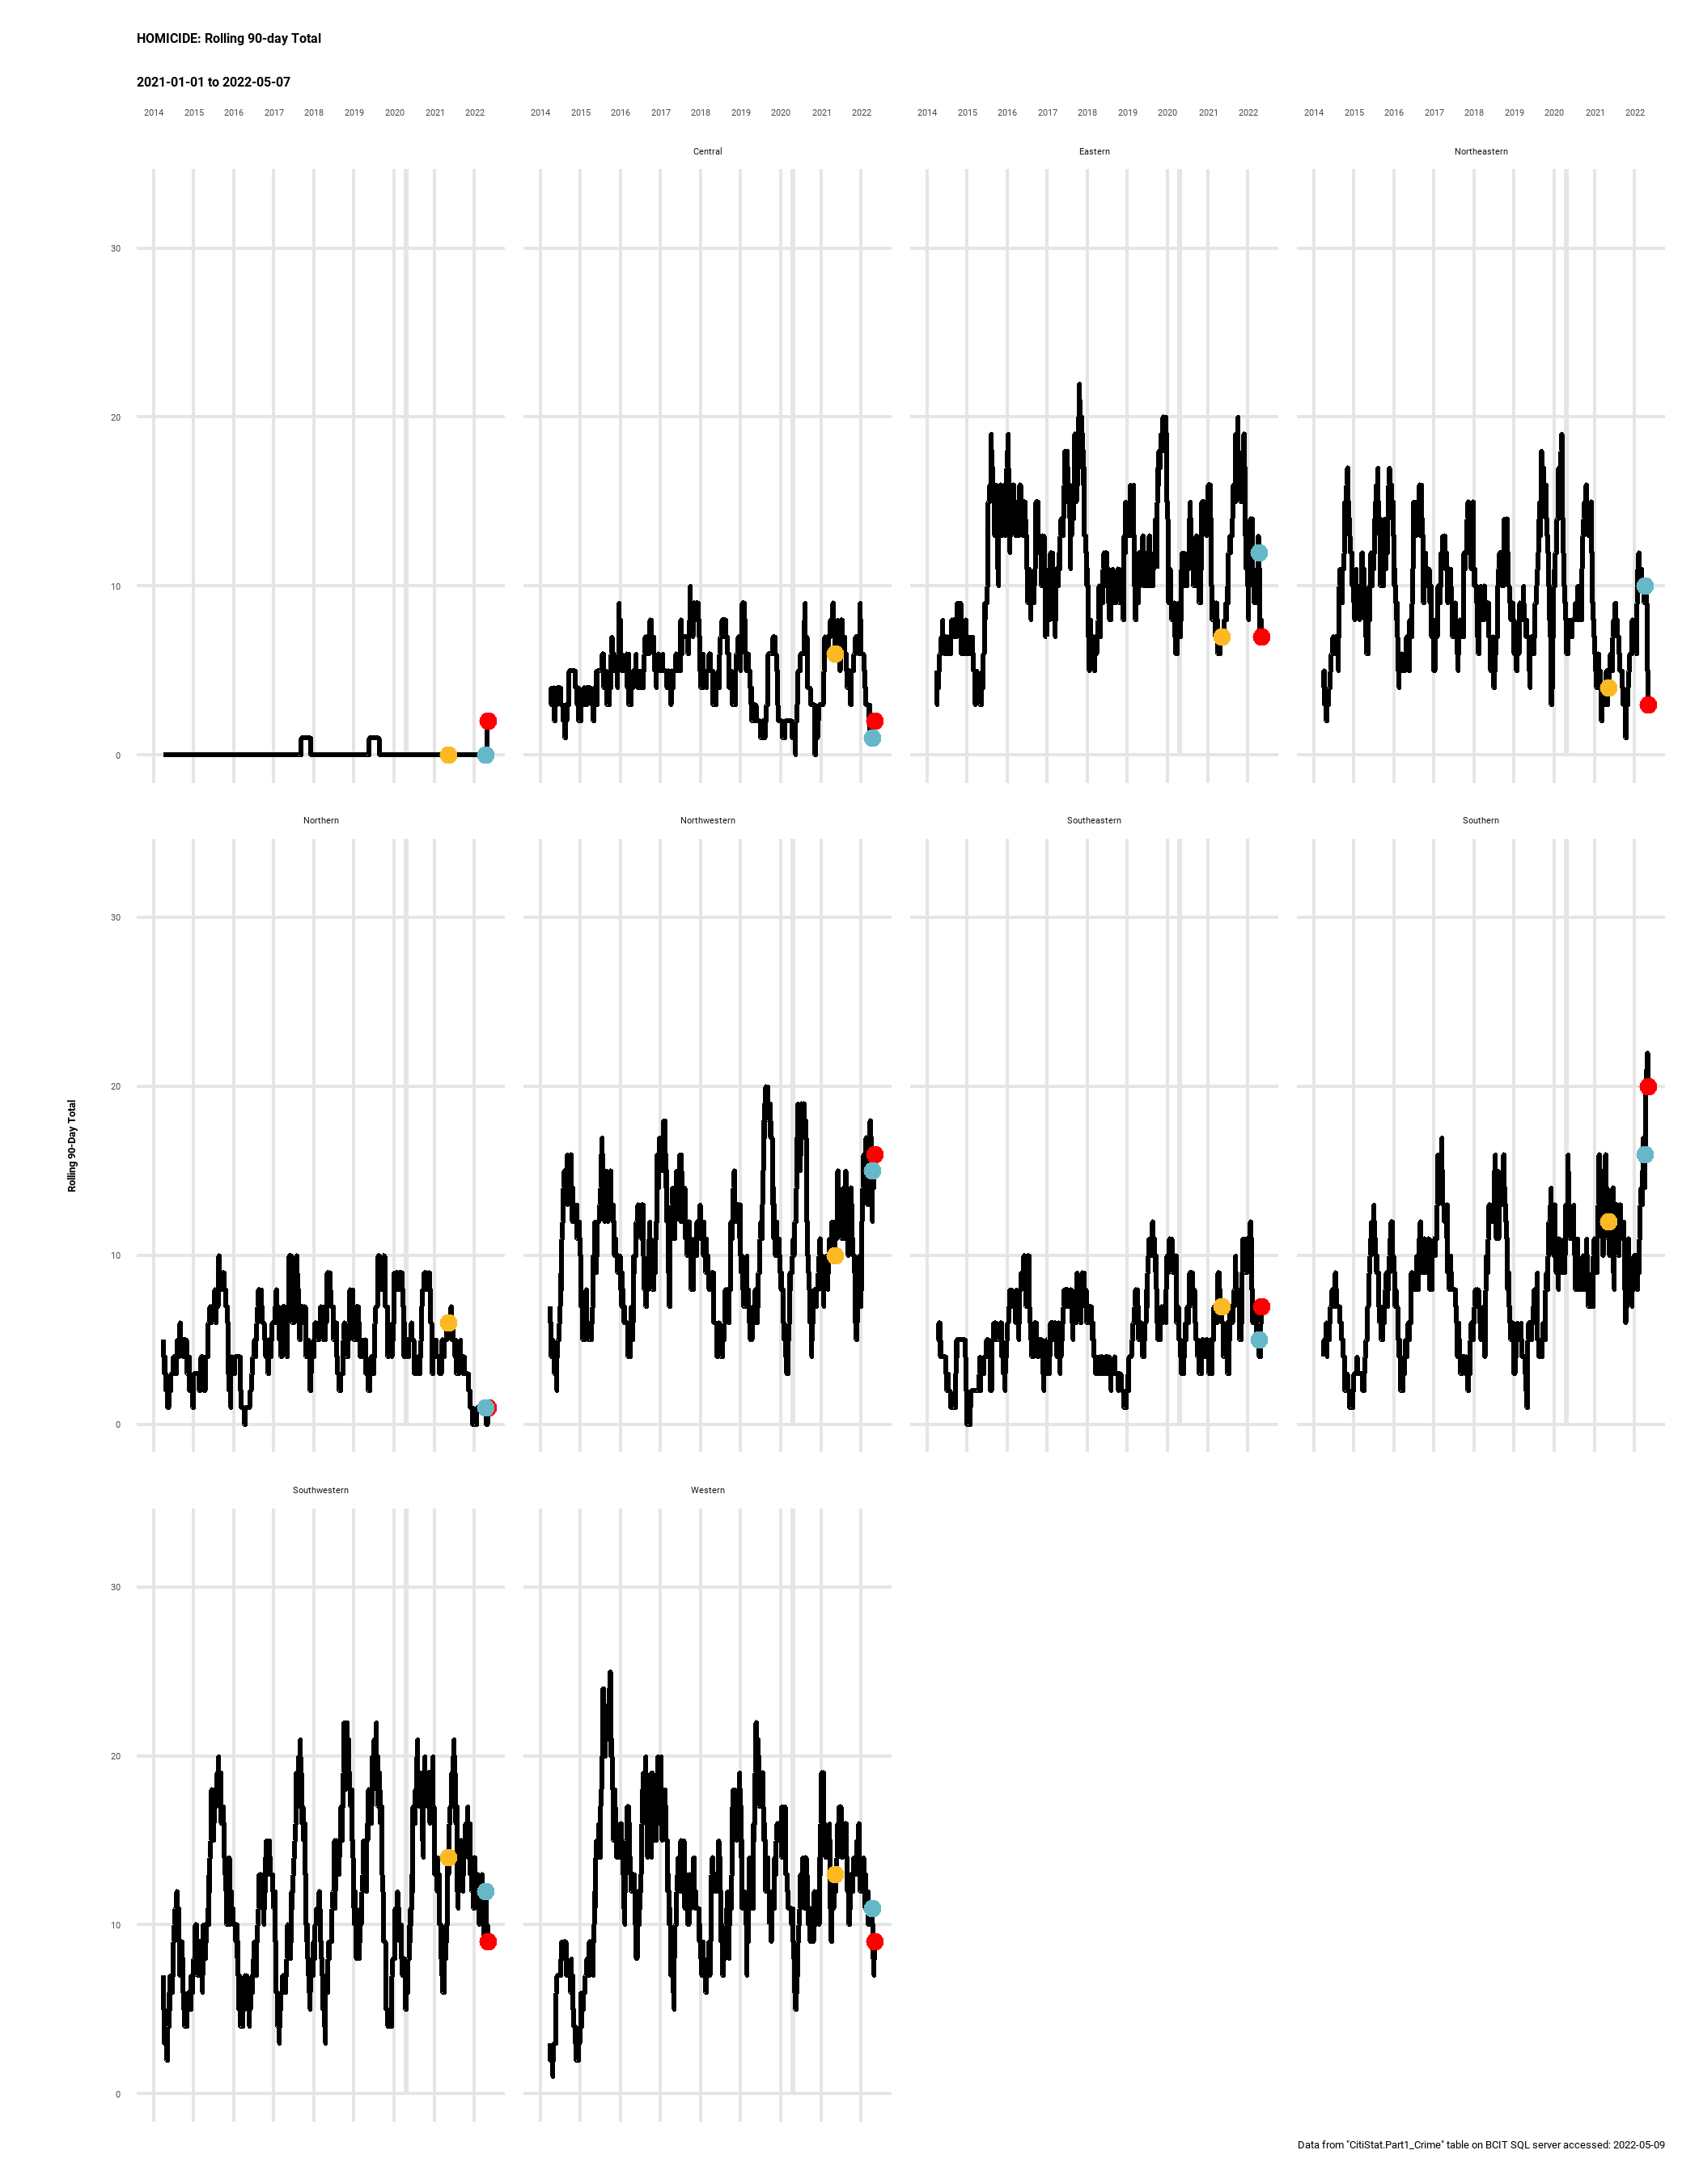 HOMICIDE: Rolling 90-day Total
2021-01-01 to 2022-05-07
2014 2015 2016 2017 2018 2019 2020 2021 2022 2014 2015 2016 2017 2018 2019 2020 2021 2022 2014 2015 2016 2017 2018 2019 2020 2021 2022 2014 2015 2016 2017 2018 2019 2020 2021 2022
Central Eastern Northeastern
30
20
10
0
Northern Northwestern Southeastern Southern
30
20
10
0
Rolling 90-Day Total
Southwestern Western
30
20
10
0
Data from "CitiStat.Part1_Crime" table on BCIT SQL server accessed: 2022-05-09